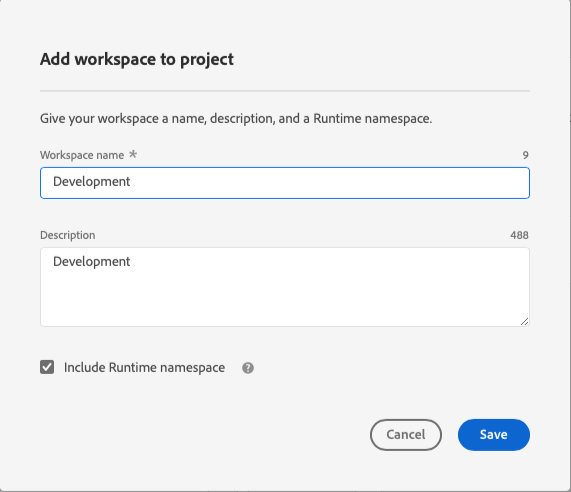 Add workspace to project
Give your workspace a name, description, and a Runtime namespace.
Workspace name * 9
Development
Description 488
Development
Include Runtime namespace ?
Cancel Save